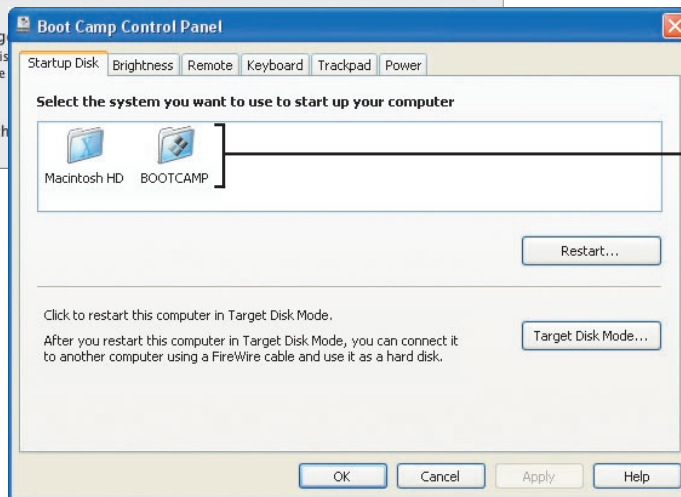 Boot Camp Control Panel
Startup Disk Brightness Remote Keyboard Trackpad Power
Select the system you want to use to start up your computer
Macintosh HD BOOTCAMP
Restart...
Click to restart this computer in Target Disk Mode.
After you restart this computer in Target Disk Mode, you can connect it
to another computer using a FireWire cable and use it as a hard disk.
Target Disk Mode...
OK Cancel Apply Help